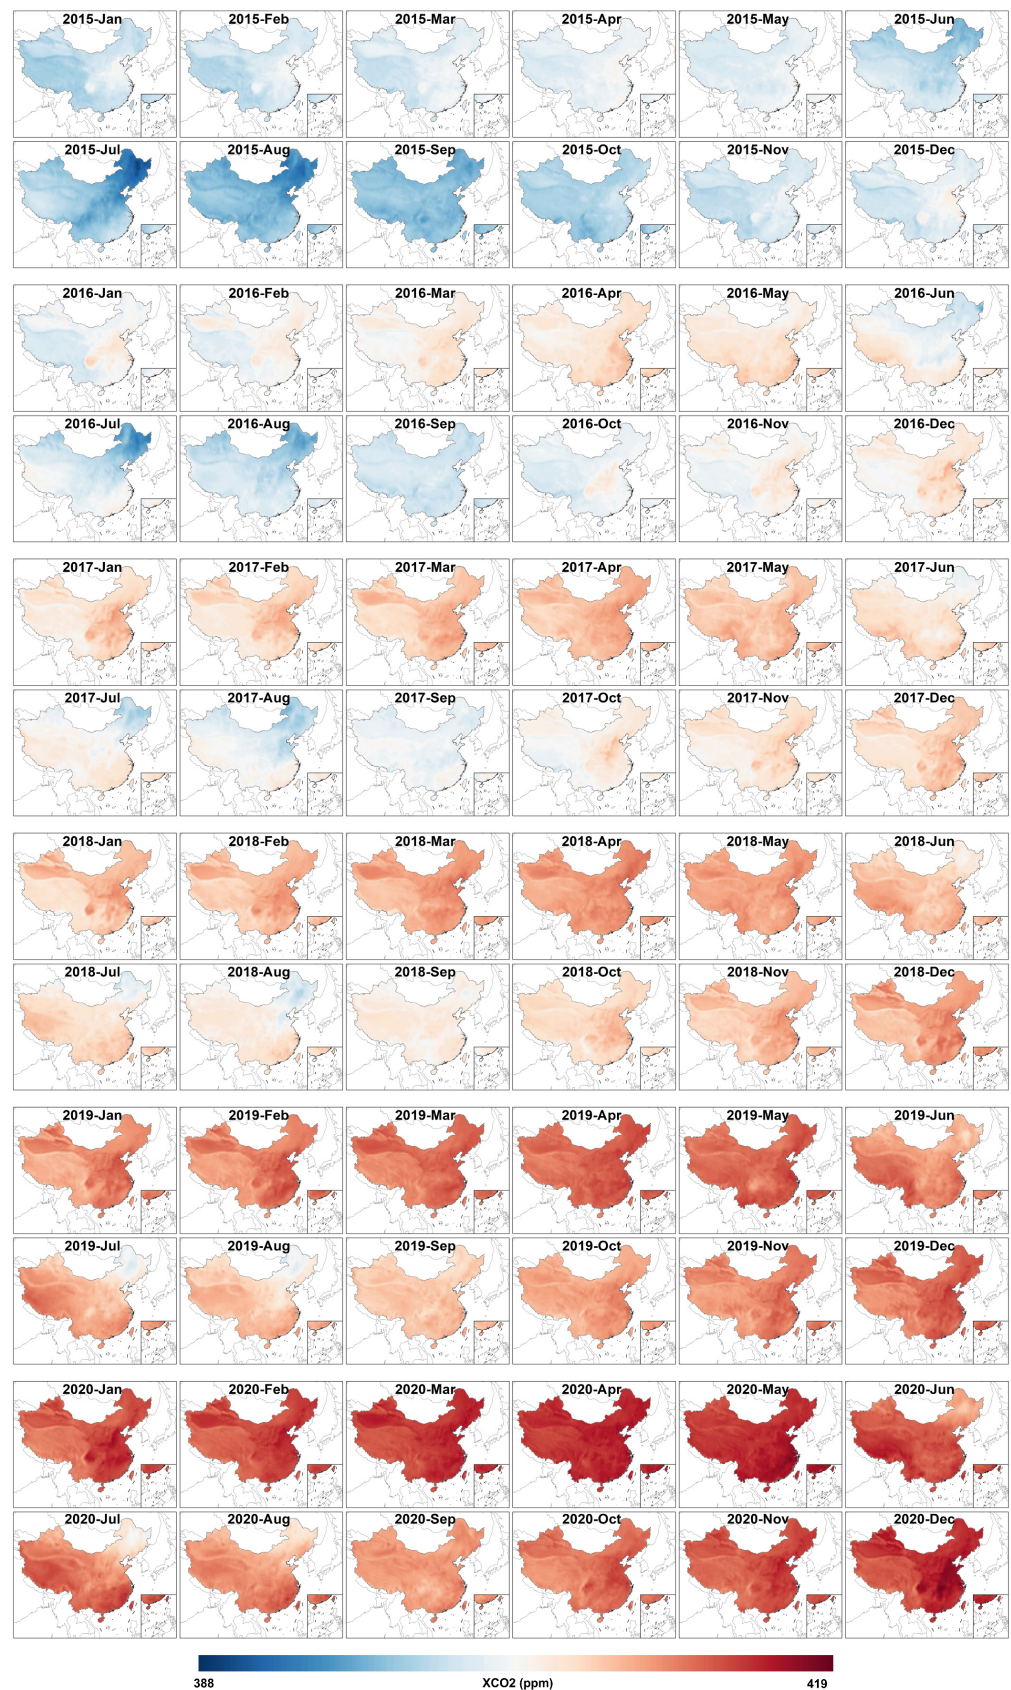 2015-Jan 2015-Feb 2015-Mar 2015-Apr 2015-May 2015-Jun
2015-Jul 2015-Aug 2015-Sep 2015-Oct 2015-Nov 2015-Dec
2016-Jan 2016-Feb 2016-Mar 2016-Apr 2016-May 2016-Jun
2016-Jul 2016-Aug 2016-Sep 2016-Oct 2016-Nov 2016-Dec
2017-Jan 2017-Feb 2017-Mar 2017-Apr 2017-May 2017-Jun
2017-Jul 2017-Aug 2017-Sep 2017-Oct 2017-Nov 2017-Dec
2018-Jan 2018-Feb 2018-Mar 2018-Apr 2018-May 2018-Jun
2018-Jul 2018-Aug 2018-Sep 2018-Oct 2018-Nov 2018-Dec
2019-Jan 2019-Feb 2019-Mar 2019-Apr 2019-May 2019-Jun
2019-Jul 2019-Aug 2019-Sep 2019-Oct 2019-Nov 2019-Dec
2020-Jan 2020-Feb 2020-Mar 2020-Apr 2020-May 2020-Jun
2020-Jul 2020-Aug 2020-Sep 2020-Oct 2020-Nov 2020-Dec
388 XCO2 (ppm) 419